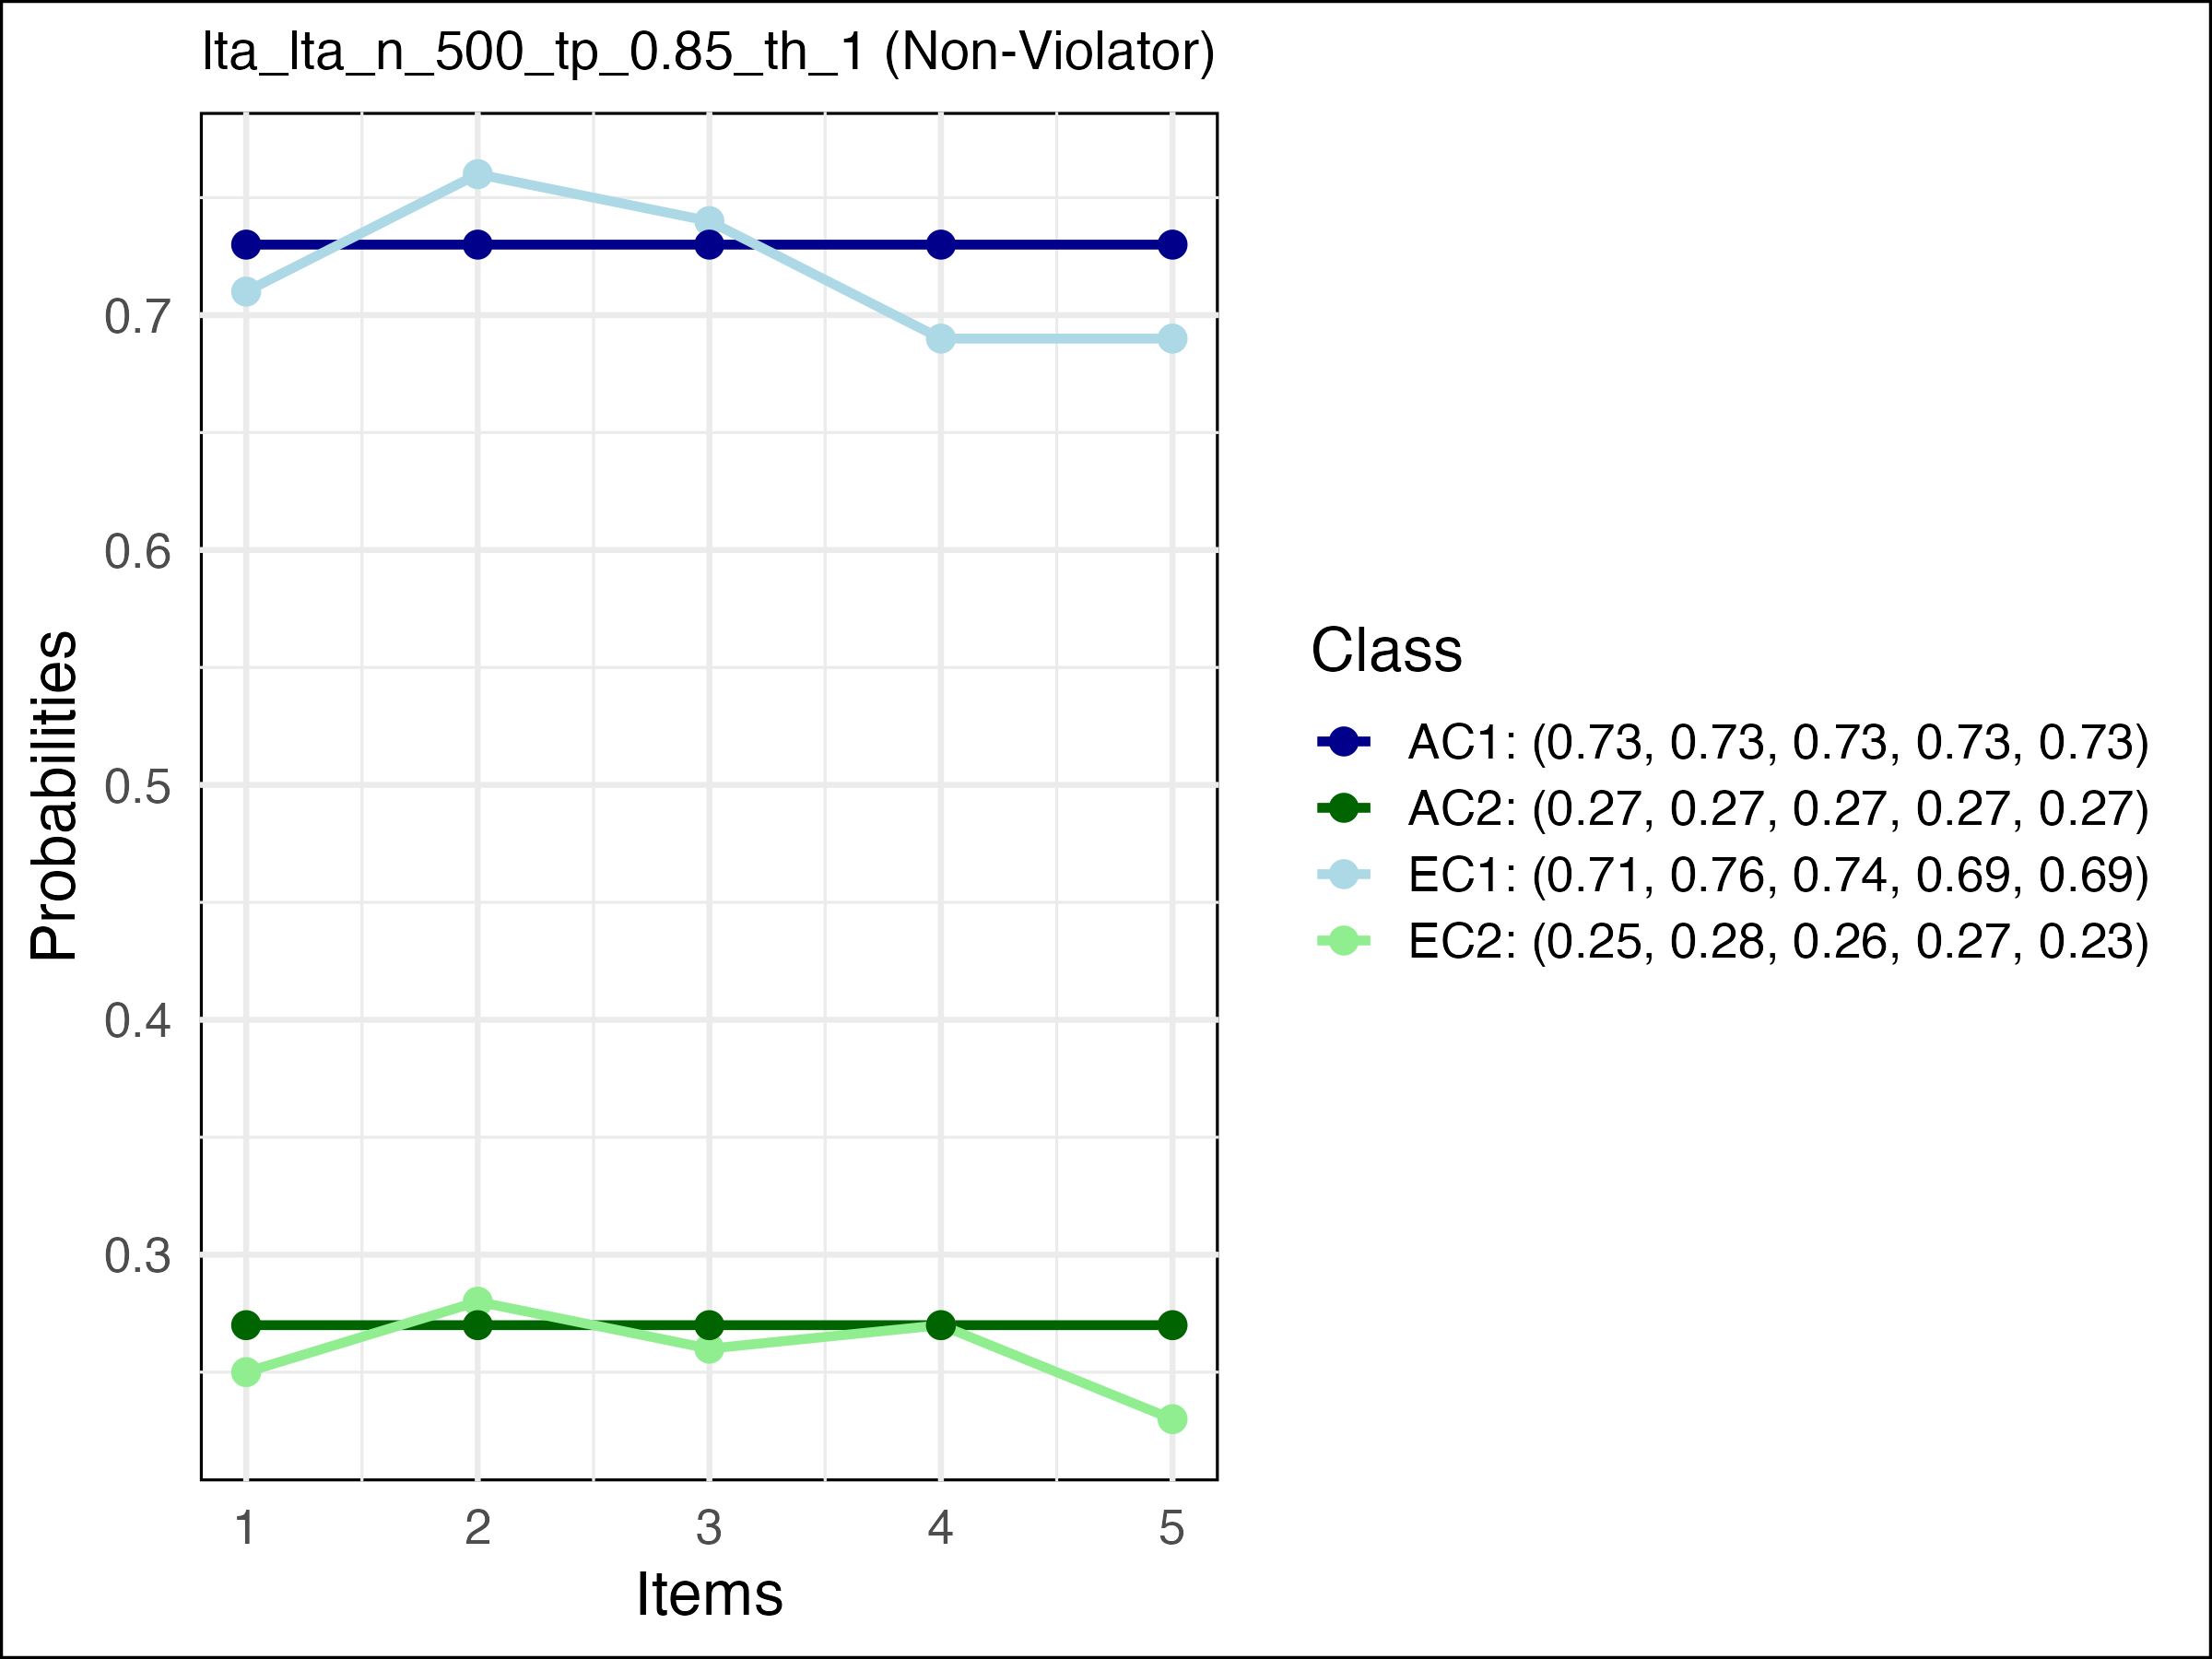 lta_lta_n_500_tp_0.85_th_1 (Non-Violator)
Probabilities
0.7
0.6
0.5
0.4
0.3
1 2 3 4 5
Items
Class
AC1: (0.73, 0.73, 0.73, 0.73, 0.73)
AC2: (0.27, 0.27, 0.27, 0.27, 0.27)
EC1: (0.71, 0.76, 0.74, 0.69, 0.69)
EC2: (0.25, 0.28, 0.26, 0.27, 0.23)